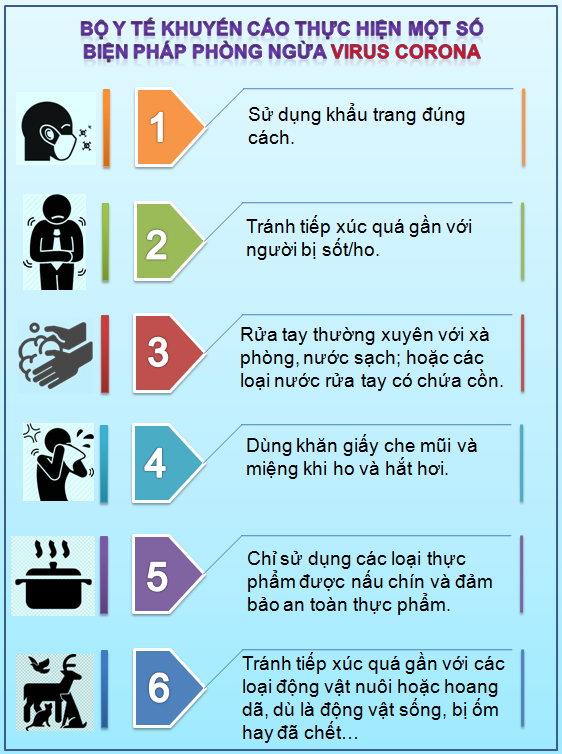 BỘ Y TẾ KHUYẾN CÁO THỰC HIỆN MỘT SỐ
BIỆN PHÁP PHÒNG NGỪA VIRUS CORONA
1
Sử dụng khẩu trang đúng
cách.
2
Tránh tiếp xúc quá gần với
người bị sốt/ho.
3
Rửa tay thường xuyên với xà
phòng, nước sạch; hoặc các
loại nước rửa tay có chứa cồn.
4
Dùng khăn giấy che mũi và
miệng khi ho và hắt hơi.
5
Chỉ sử dụng các loại thực
phẩm được nấu chín và đảm
bảo an toàn thực phẩm.
6
Tránh tiếp xúc quá gần với các
loại động vật nuôi hoặc hoang
dã, dù là động vật sống, bị ốm
hay đã chết…